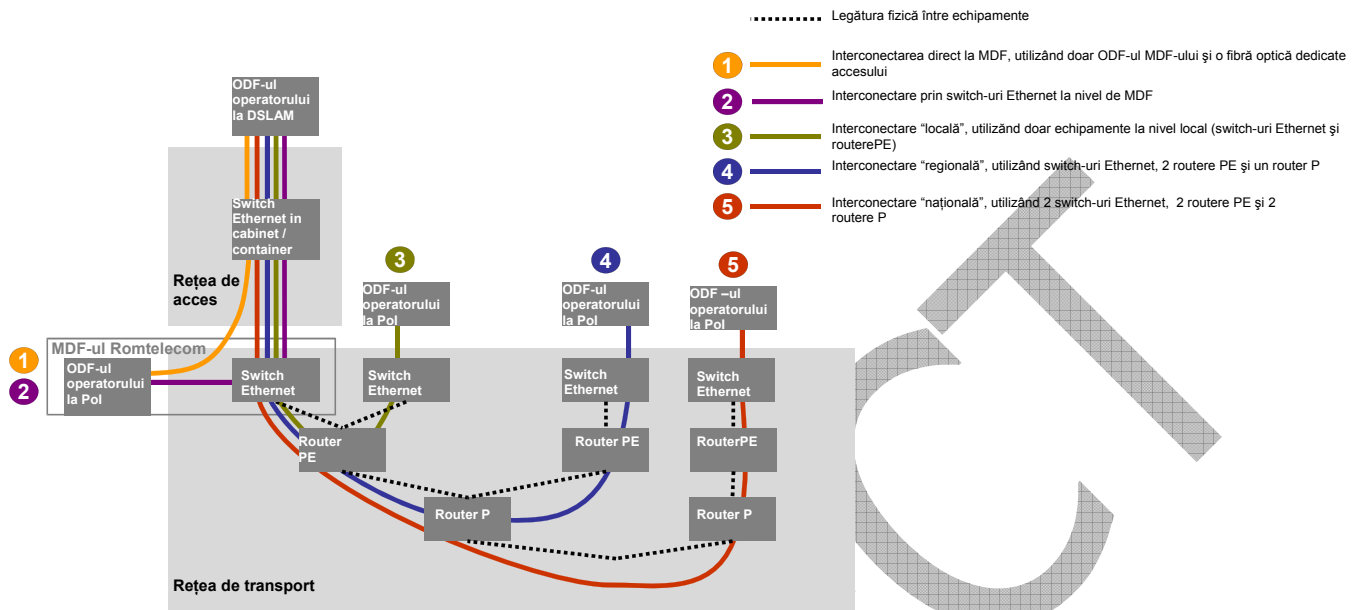 Legătura fizică între echipamente
1
Interconectarea direct la MDF, utilizând doar ODF-ul MDF-ului şi o fibră optică dedicate
accesului
2
Interconectare prin switch-uri Ethernet la nivel de MDF
3
Interconectare “locală”, utilizănd doar echipamente la nivel local (switch-uri Ethernet şi
routerePE)
4
Interconectare “regională”, utilizând switch-uri Ethernet, 2 routere PE şi un router P
5
Interconectare “naţională”, utilizând 2 switch-uri Ethernet, 2 routere PE şi 2
routere P
ODF-ul
operatorului
la DSLAM
Switch
Ethernet in
cabinet /
container
Reţea de
acces
3
4
5
ODF-ul
operatorului
la PoI
ODF-ul
operatorului
la PoI
ODF –ul
operatorului
la PoI
MDF-ul Romtelecom
1
2
ODF-ul
operatorului
la PoI
Switch
Ethernet
Switch
Ethernet
Switch
Ethernet
Switch
Ethernet
Router
PE
Router PE
RouterPE
Router P
Router P
Reţea de transport
CT